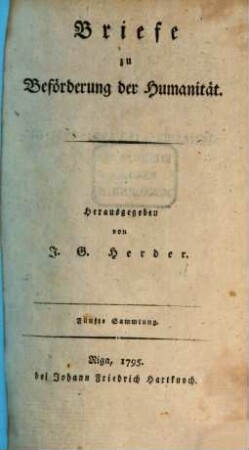 Briefe
zu
Beförderung der Humanität.
Herausgegeben
von
J. G. Herder.
Fünfte Sammlung.
Riga, 1795.
bei Johann Friedrich Hartknoch.